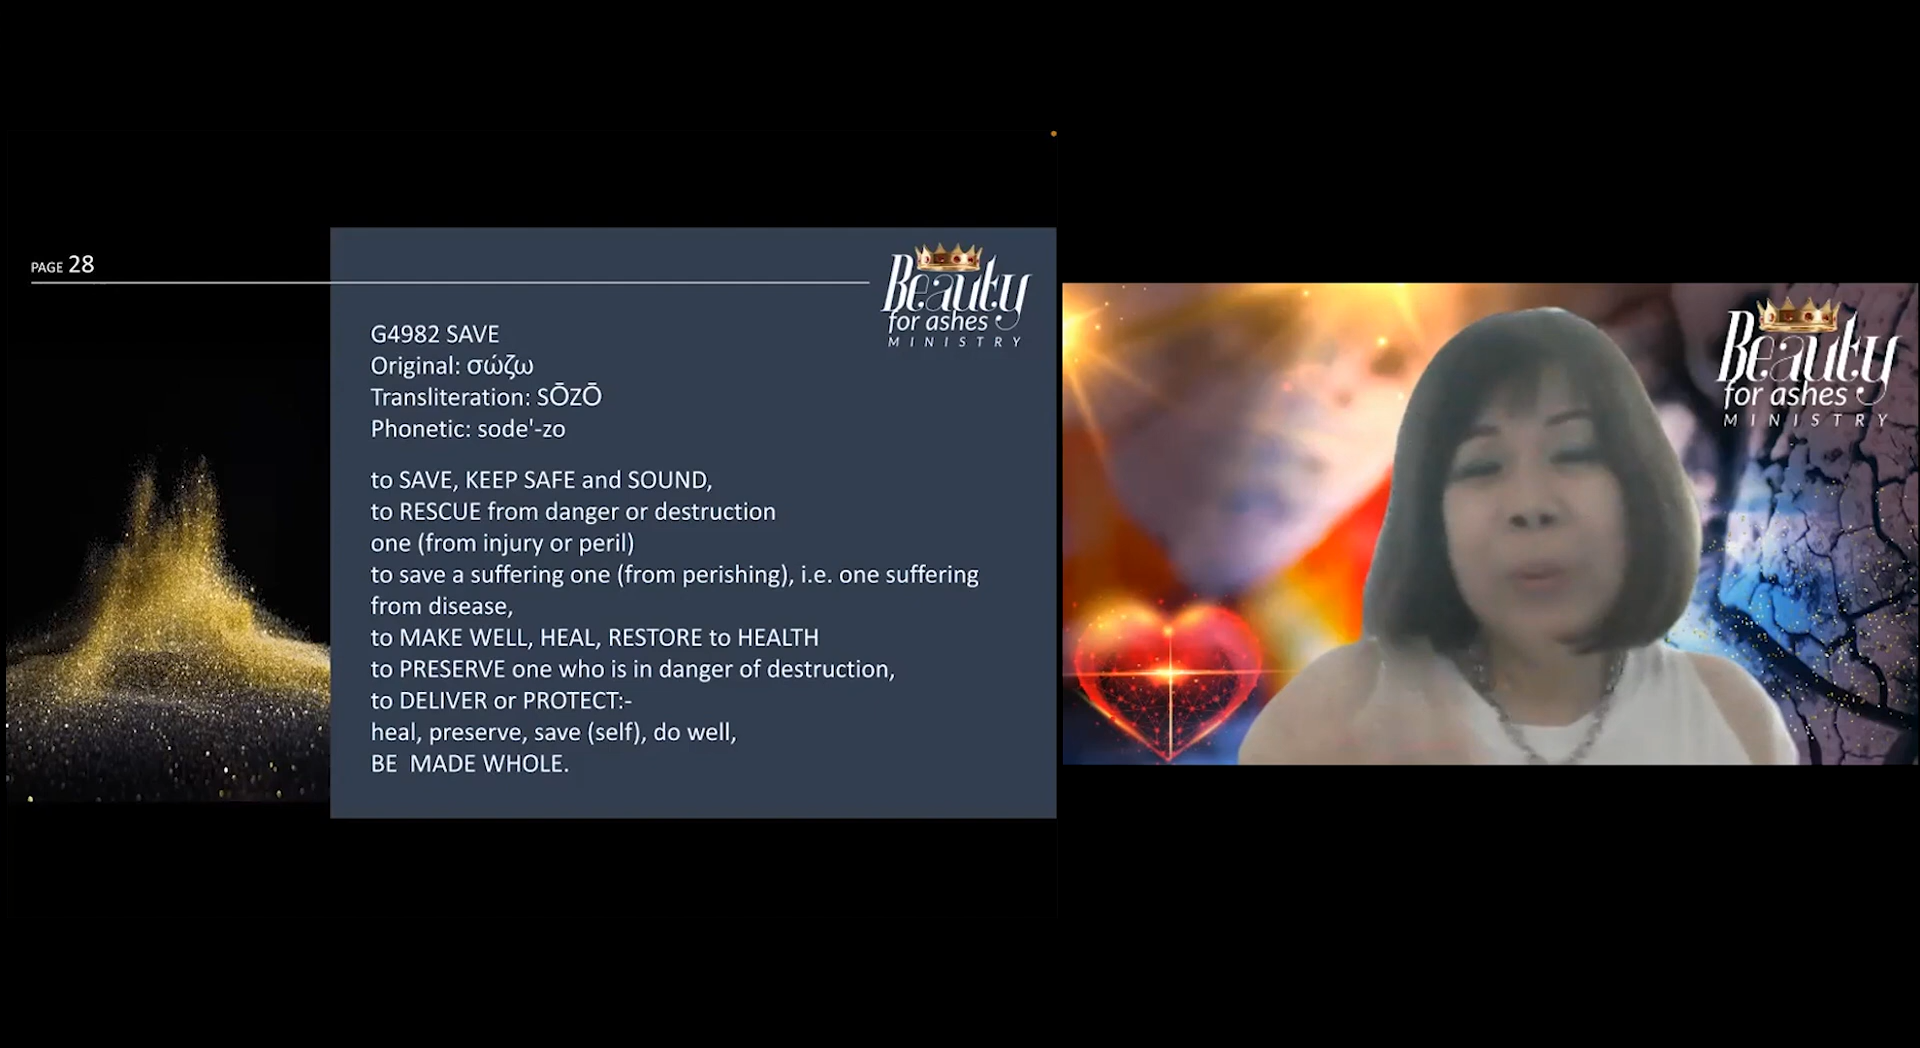 PAGE 28
Beauty
for ashes
MINISTRY
G4982 SAVE
Original: σώζω
Transliteration: SŌZŌ
Phonetic: sode'-zo
to SAVE, KEEP SAFE and SOUND,
to RESCUE from danger or destruction
one (from injury or peril)
to save a suffering one (from perishing), i.e. one suffering
from disease,
to MAKE WELL, HEAL, RESTORE to HEALTH
to PRESERVE one who is in danger of destruction,
to DELIVER or PROTECT:-
heal, preserve, save (self), do well,
BE  MADE WHOLE.
Beauty
for ashes
MINISTRY